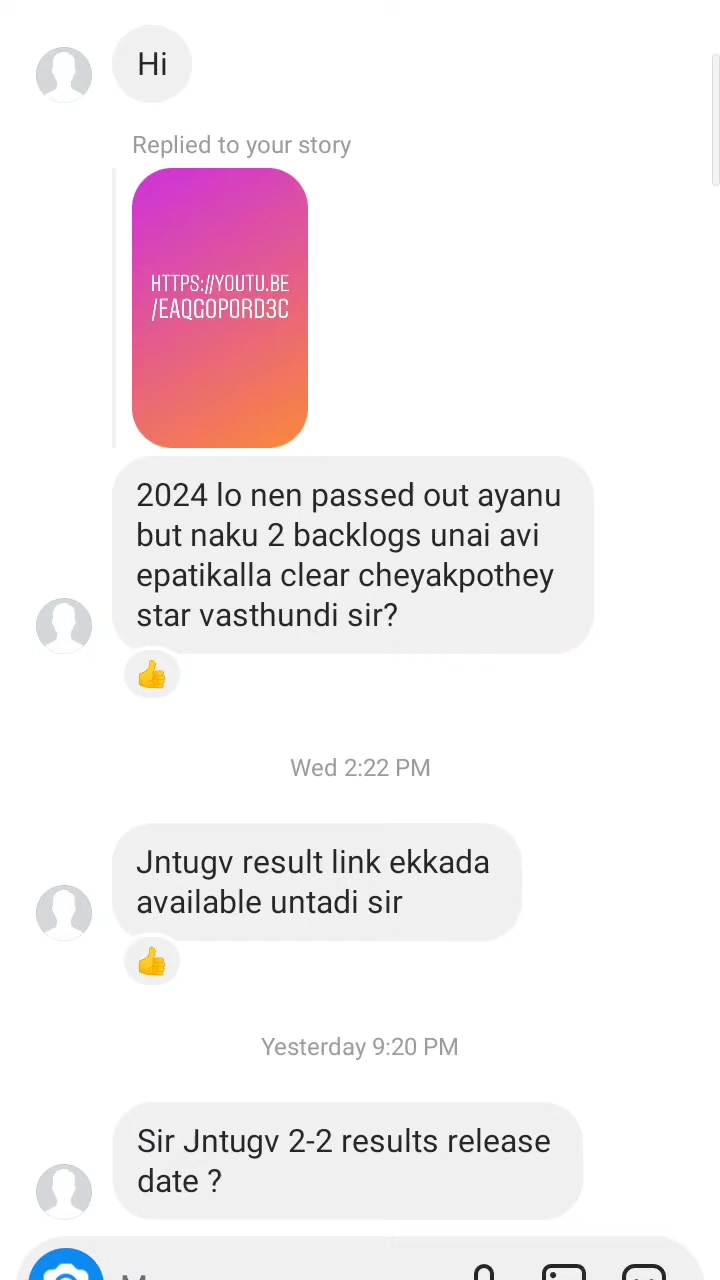 Hi
Replied to your story
HTTPS://YOUTU.BE
/EAQGOPORD3C
2024 lo nen passed out ayanu
but naku 2 backlogs unai avi
epatikalla clear cheyakpothey
star vasthundi sir?
👍
Wed 2:22 PM
Jntugv result link ekkada
available untadi sir
👍
Yesterday 9:20 PM
Sir Jntugv 2-2 results release
date ?